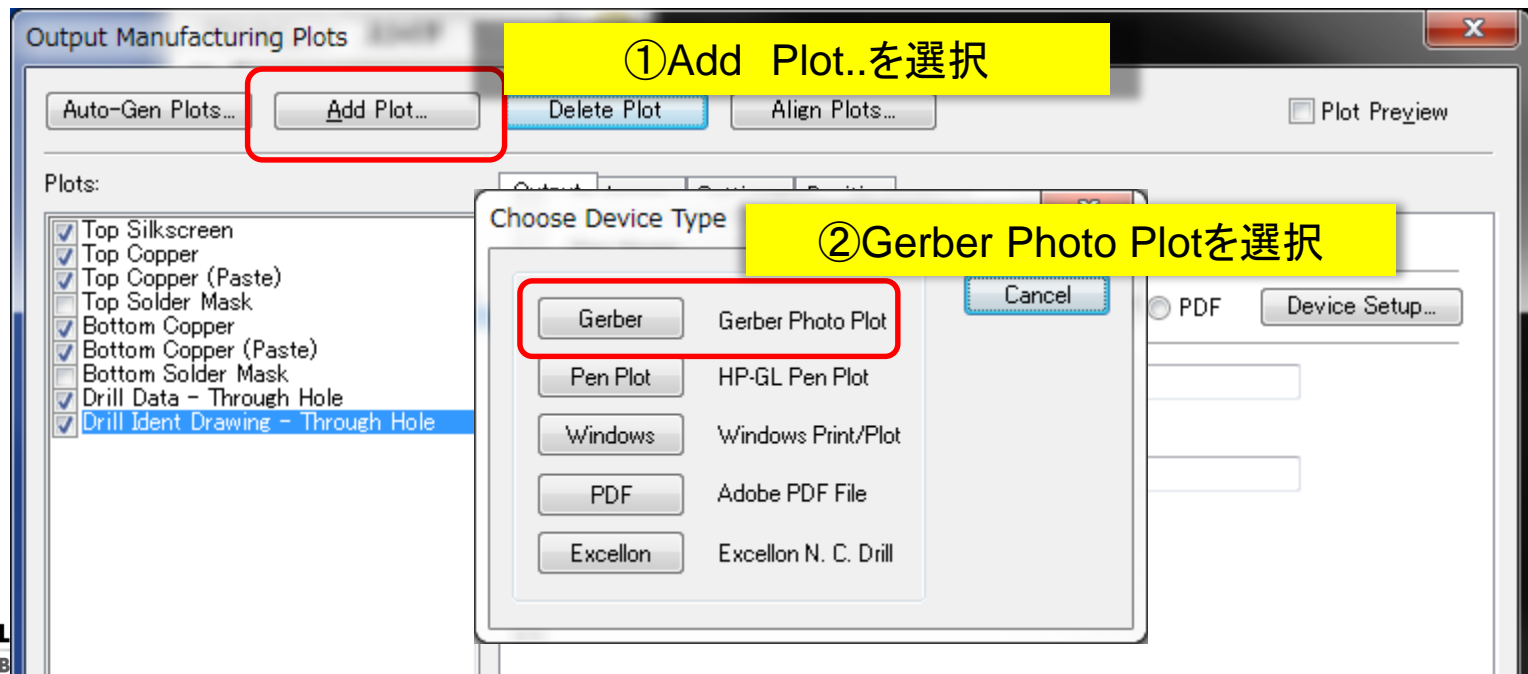 Output Manufacturing Plots
①Add　Plot..を選択
Auto-Gen Plots...
Add Plot...
Delete Plot
Align Plots...
Plot Preview
Plots:
Top Silkscreen
Top Copper
Top Copper (Paste)
Top Solder Mask
Bottom Copper
Bottom Copper (Paste)
Bottom Solder Mask
Drill Data - Through Hole
Drill Ident Drawing - Through Hole
Output
Choose Device Type
②Gerber Photo Plotを選択
Cancel
Gerber
Gerber Photo Plot
Pen Plot
HP-GL Pen Plot
Windows
Windows Print/Plot
PDF
Adobe PDF File
Excellon
Excellon N. C. Drill
PDF
Device Setup...
L
B